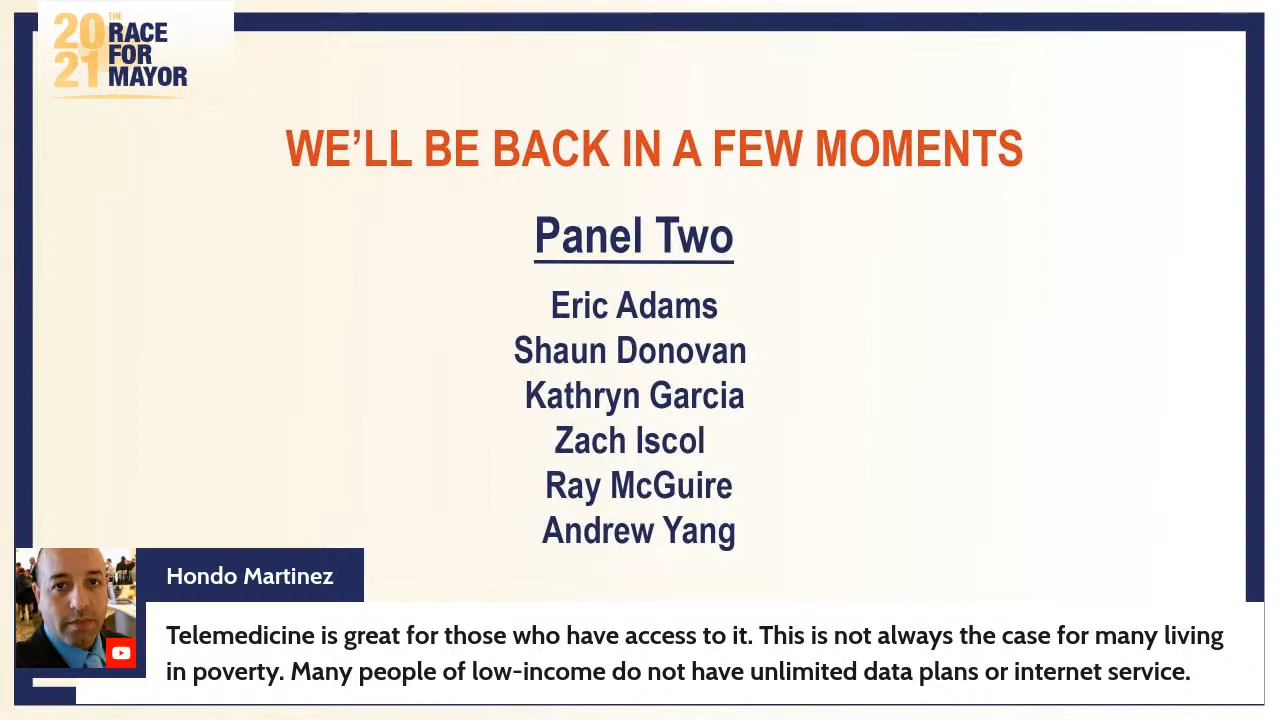 THE
2021
RACE
FOR
MAYOR
WE’LL BE BACK IN A FEW MOMENTS
Panel Two
Eric Adams
Shaun Donovan
Kathryn Garcia
Zach Iscol
Ray McGuire
Andrew Yang
Hondo Martinez
Telemedicine is great for those who have access to it. This is not always the case for many living
in poverty. Many people of low-income do not have unlimited data plans or internet service.